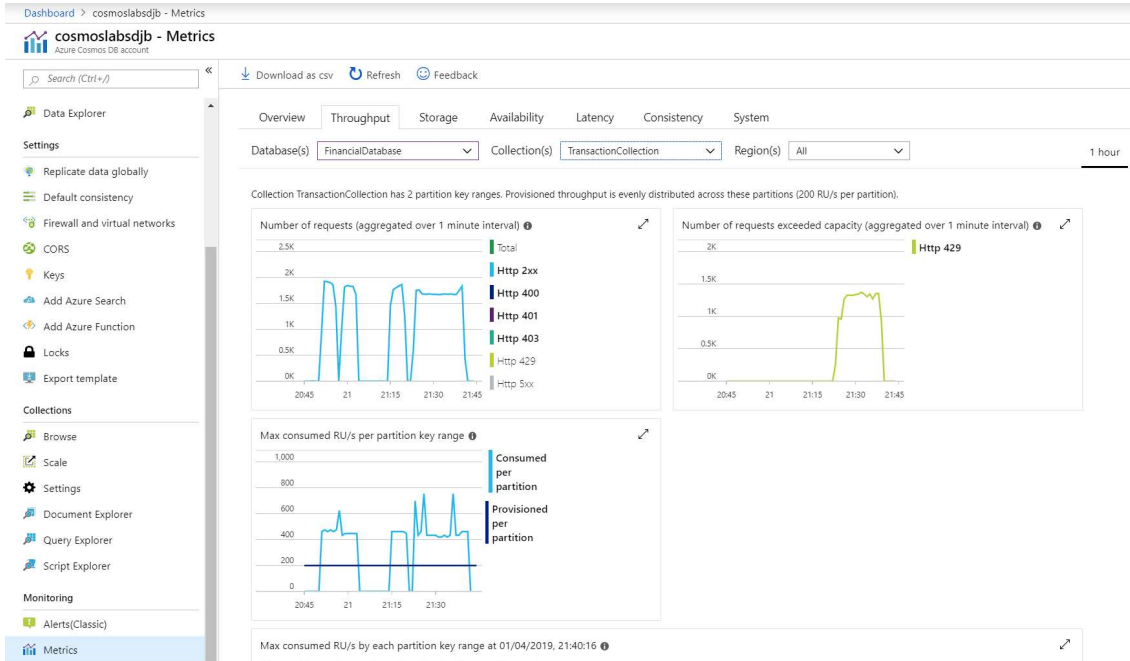 Dashboard > cosmoslabsdjb - Metrics
cosmoslabsdjb - Metrics
Azure Cosmos DB account
Search (Ctrl+/)
«
Data Explorer
Settings
Replicate data globally
Default consistency
Firewall and virtual networks
CORS
Keys
Add Azure Search
Add Azure Function
Locks
Export template
Collections
Browse
Scale
Settings
Document Explorer
Query Explorer
Script Explorer
Monitoring
Alerts(Classic)
Metrics
Download as csv Refresh Feedback
Overview Throughput Storage Availability Latency Consistency System
Database(s) FinancialDatabase Collection(s) TransactionCollection Region(s) All
1 hour
Collection TransactionCollection has 2 partition key ranges. Provisioned throughput is evenly distributed across these partitions (200 RU/s per partition).
Number of requests (aggregated over 1 minute interval)
2.5K
2K
1.5K
1K
0.5K
0K
20:45 21 21:15 21:30 21:45
Total
Http 2xx
Http 400
Http 401
Http 403
Http 429
Http 5xx
Number of requests exceeded capacity (aggregated over 1 minute interval)
2K
1.5K
1K
0.5K
0K
20:45 21 21:15 21:30 21:45
Http 429
Max consumed RU/s per partition key range
1,000
800
600
400
200
0
20:45 21 21:15 21:30
Consumed
per
partition
Provisioned
per
partition
Max consumed RU/s by each partition key range at 01/04/2019, 21:40:16